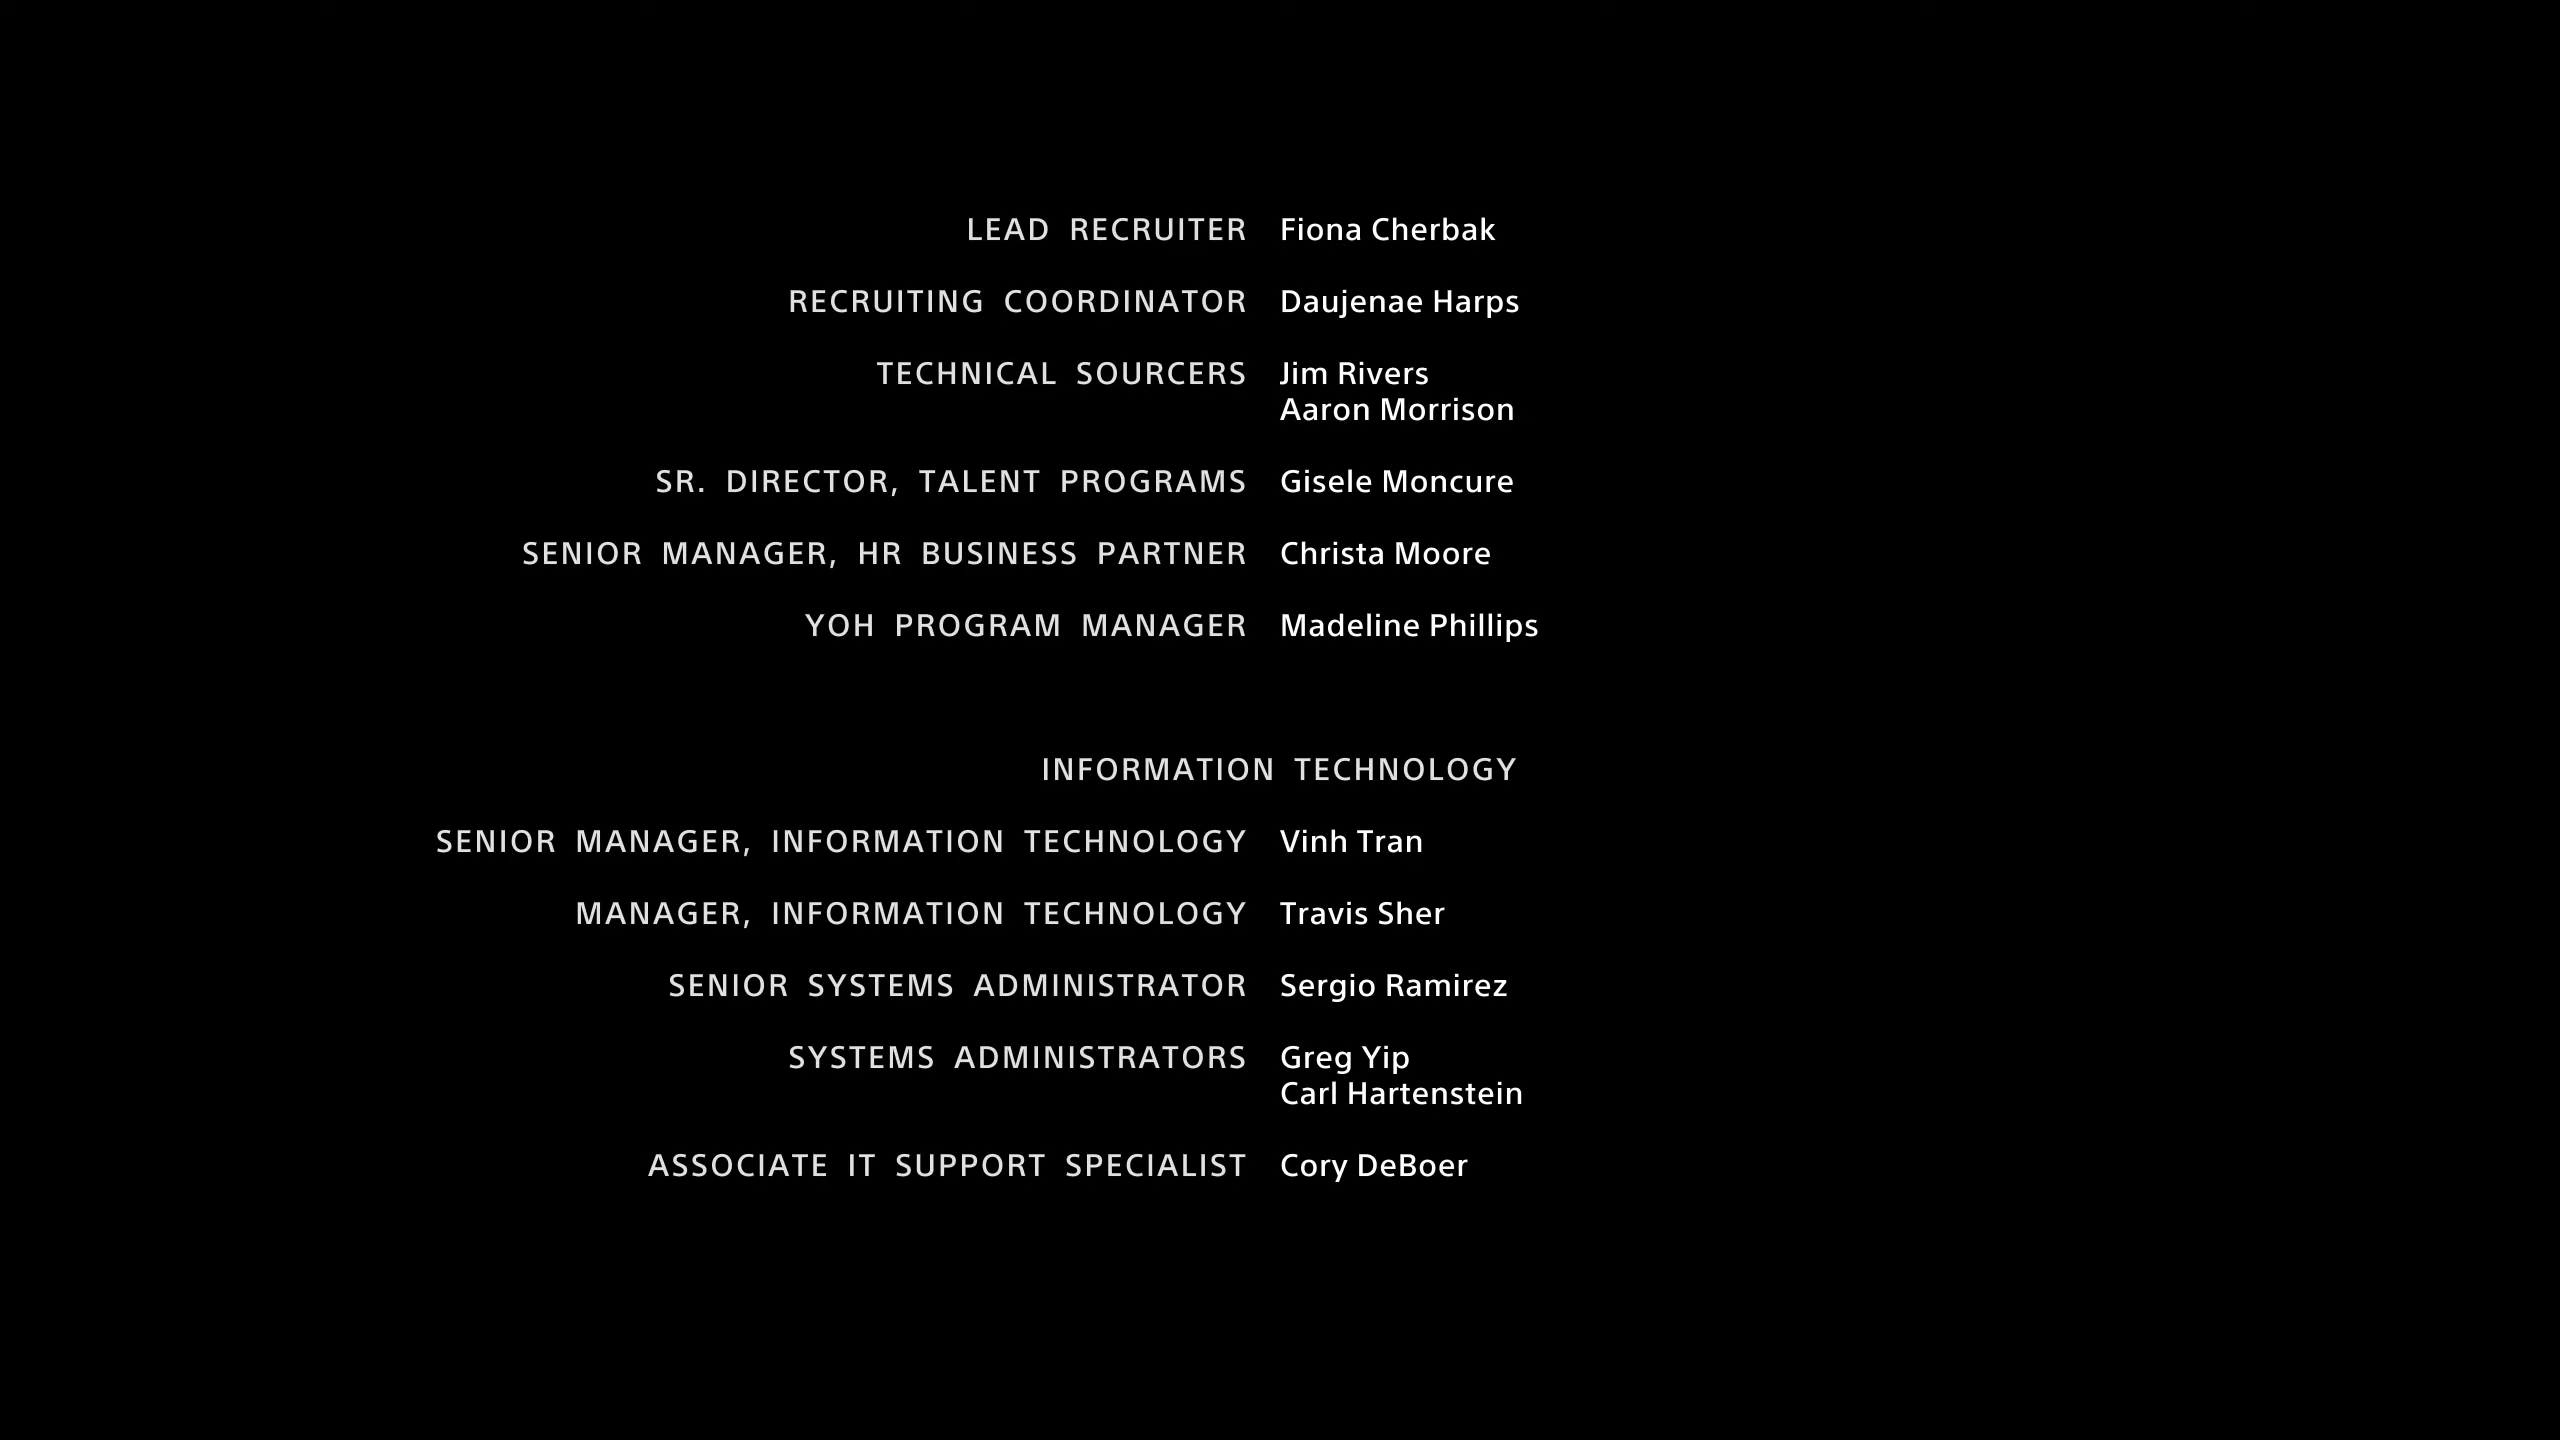 LEAD RECRUITER Fiona Cherbak
RECRUITING COORDINATOR Daujenae Harps
TECHNICAL SOURCERS Jim Rivers
Aaron Morrison
SR. DIRECTOR, TALENT PROGRAMS Gisele Moncure
SENIOR MANAGER, HR BUSINESS PARTNER Christa Moore
YOH PROGRAM MANAGER Madeline Phillips
INFORMATION TECHNOLOGY
SENIOR MANAGER, INFORMATION TECHNOLOGY Vinh Tran
MANAGER, INFORMATION TECHNOLOGY Travis Sher
SENIOR SYSTEMS ADMINISTRATOR Sergio Ramirez
SYSTEMS ADMINISTRATORS Greg Yip
Carl Hartenstein
ASSOCIATE IT SUPPORT SPECIALIST Cory DeBoer